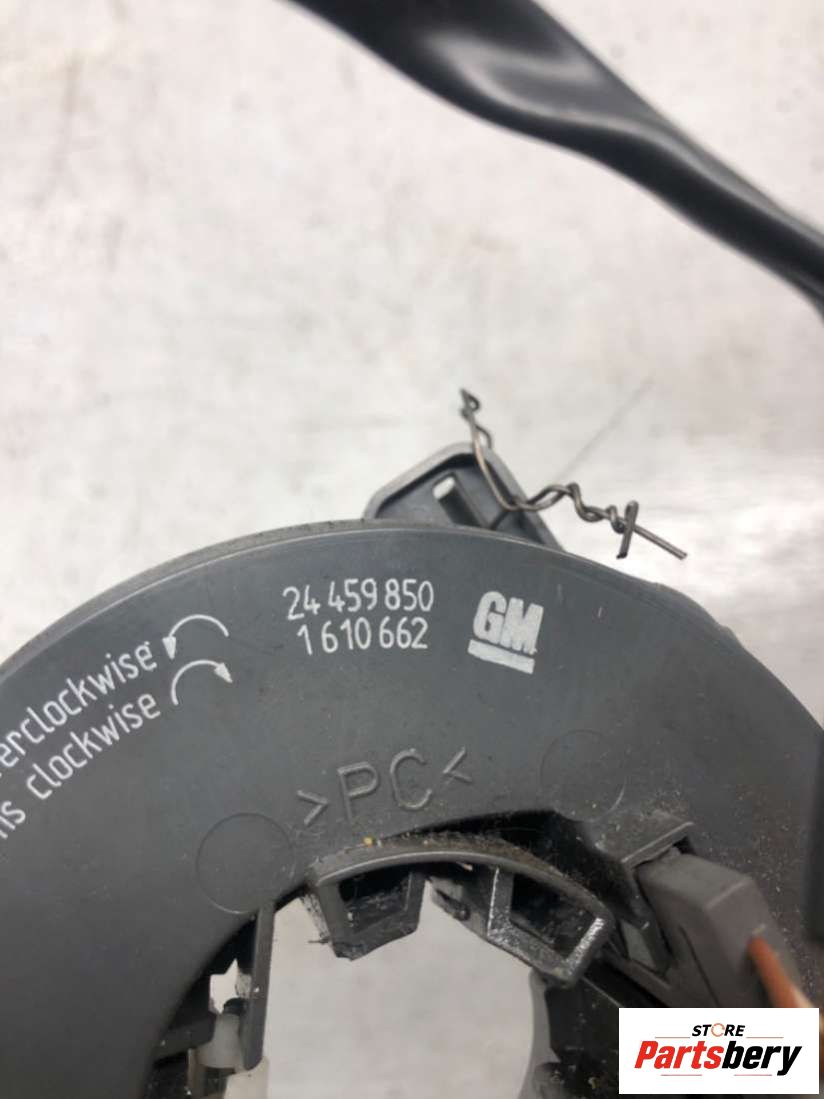 24 459 850
1 610 662
GM
erclockwise
ns clockwise
>PC<
STORE
Partsbery